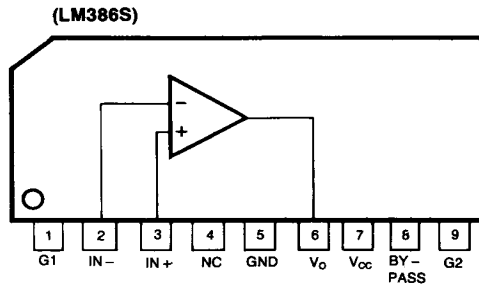 (LM386S)
−
+
1 2 3 4 5 6 7 8 9
G1 IN− IN+ NC GND VO VCC BY− G2
PASS